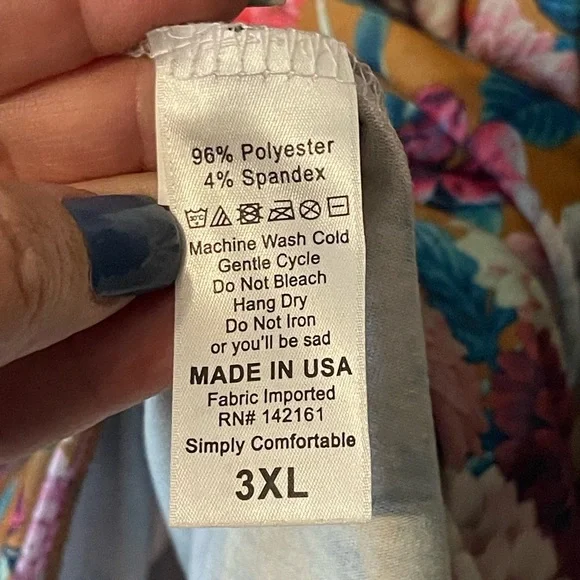 96% Polyester
4% Spandex
Machine Wash Cold
Gentle Cycle
Do Not Bleach
Hang Dry
Do Not Iron
or you'll be sad
MADE IN USA
Fabric Imported
RN# 142161
Simply Comfortable
3XL